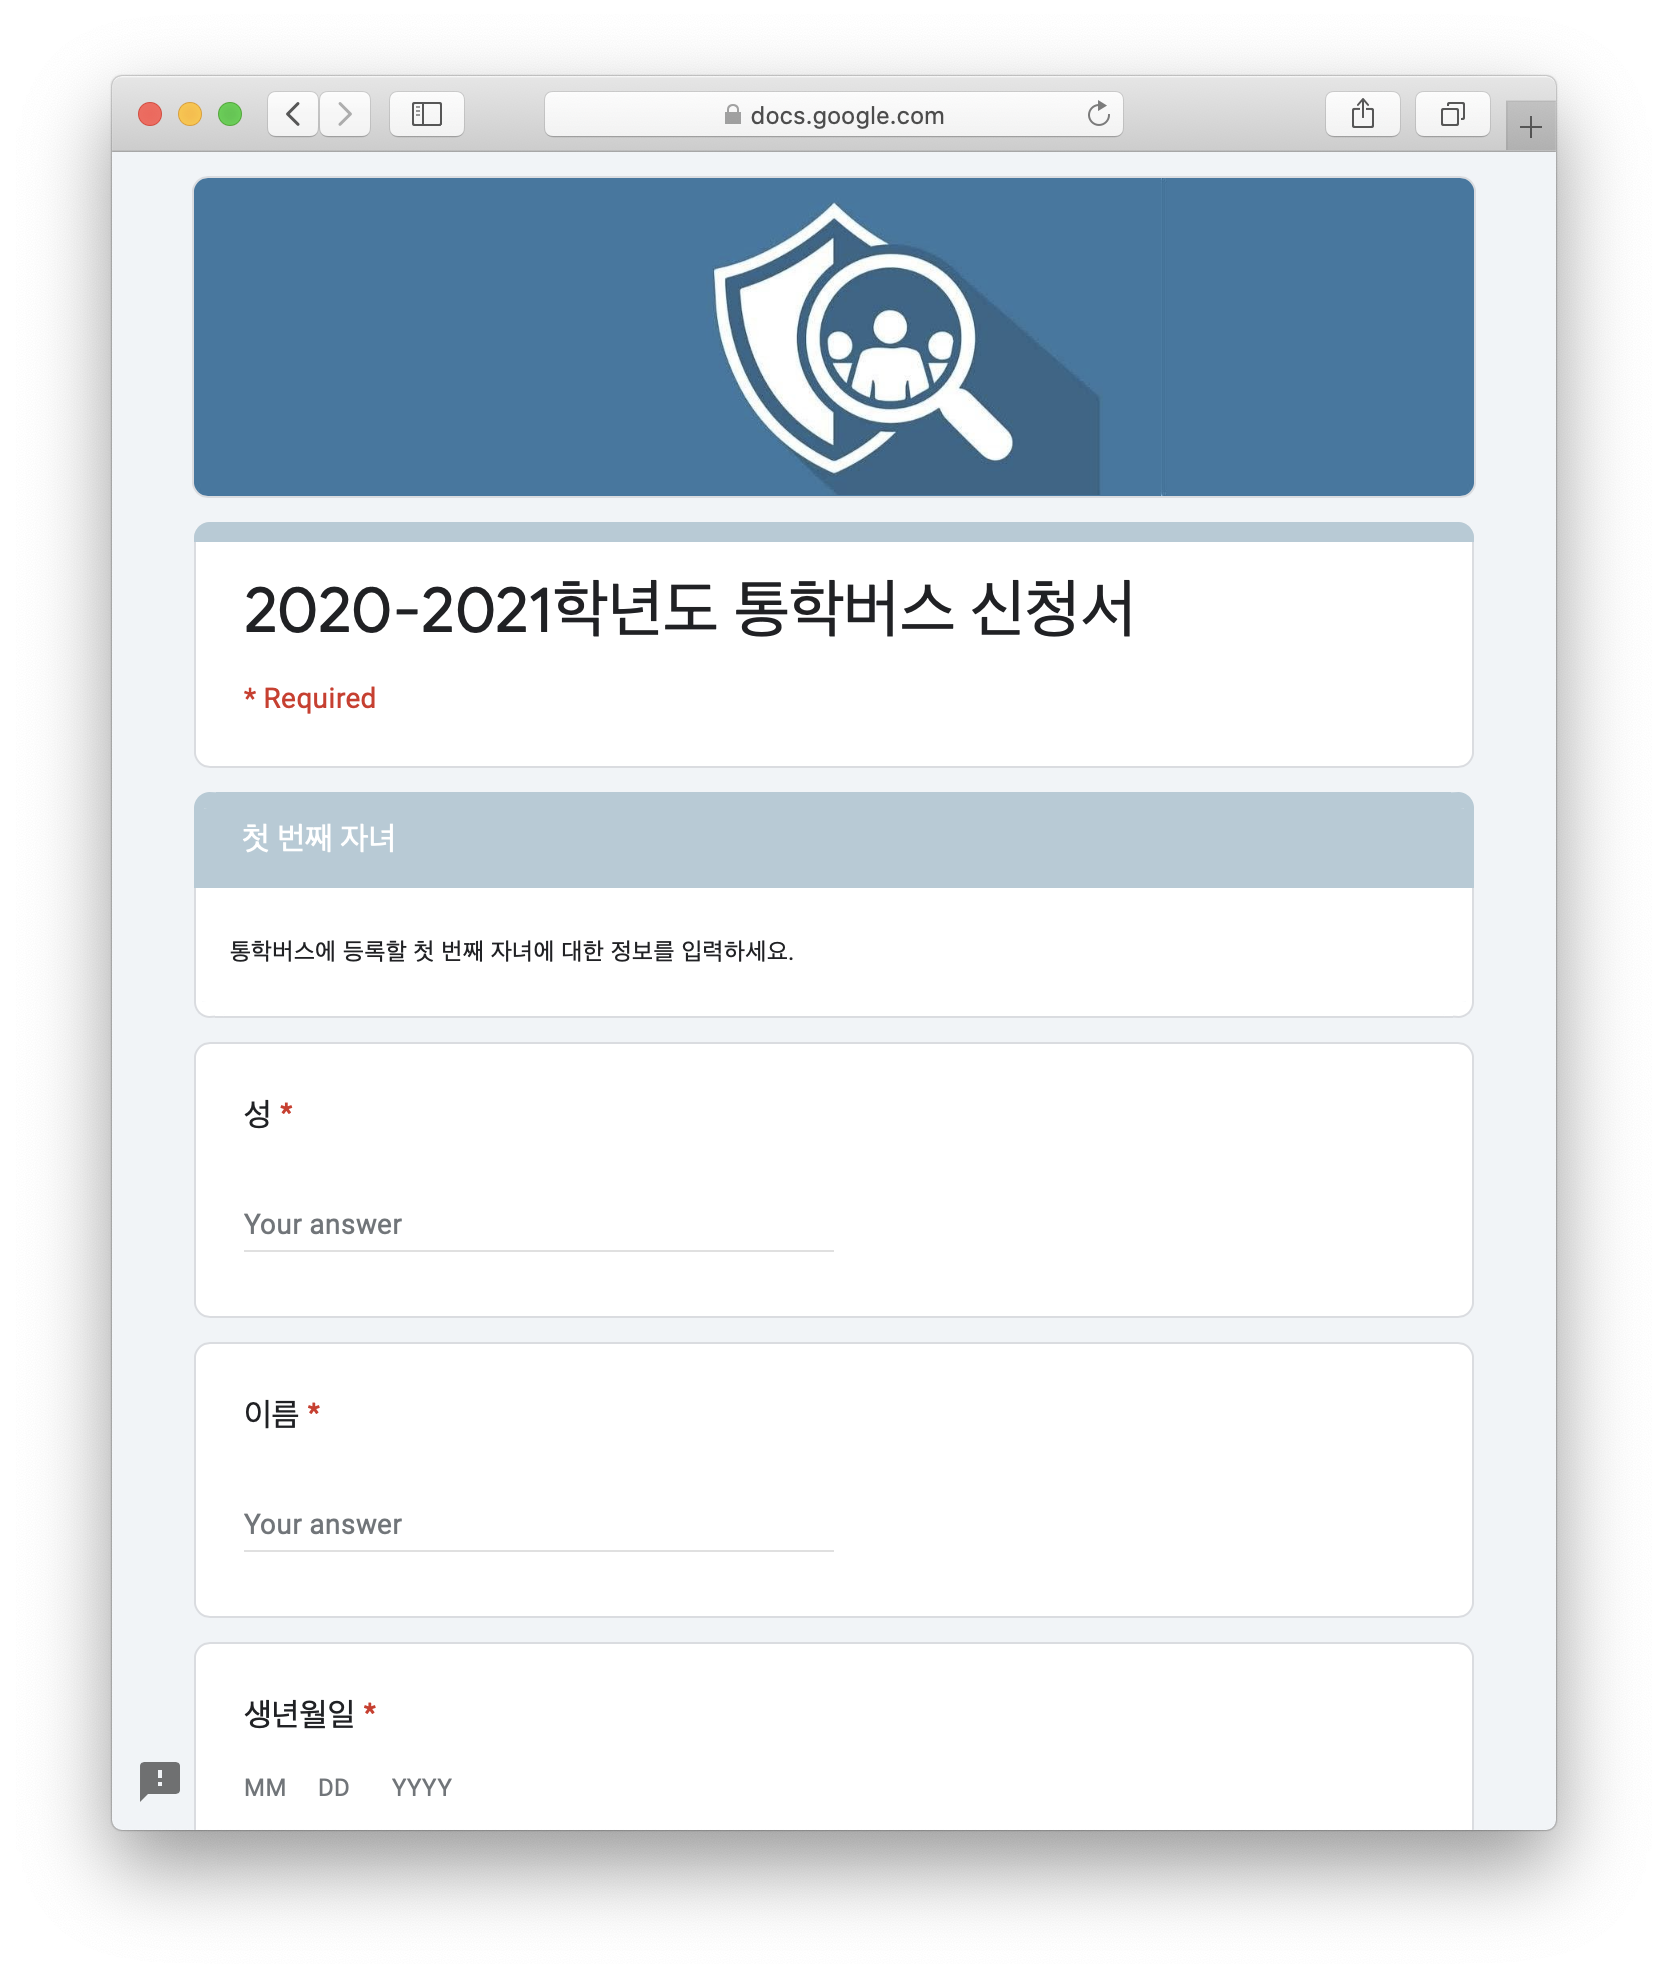 docs.google.com
2020-2021학년도 통학버스 신청서
* Required
첫 번째 자녀
통학버스에 등록할 첫 번째 자녀에 대한 정보를 입력하세요.
성 *
Your answer
이름 *
Your answer
생년월일 *
MM DD YYYY